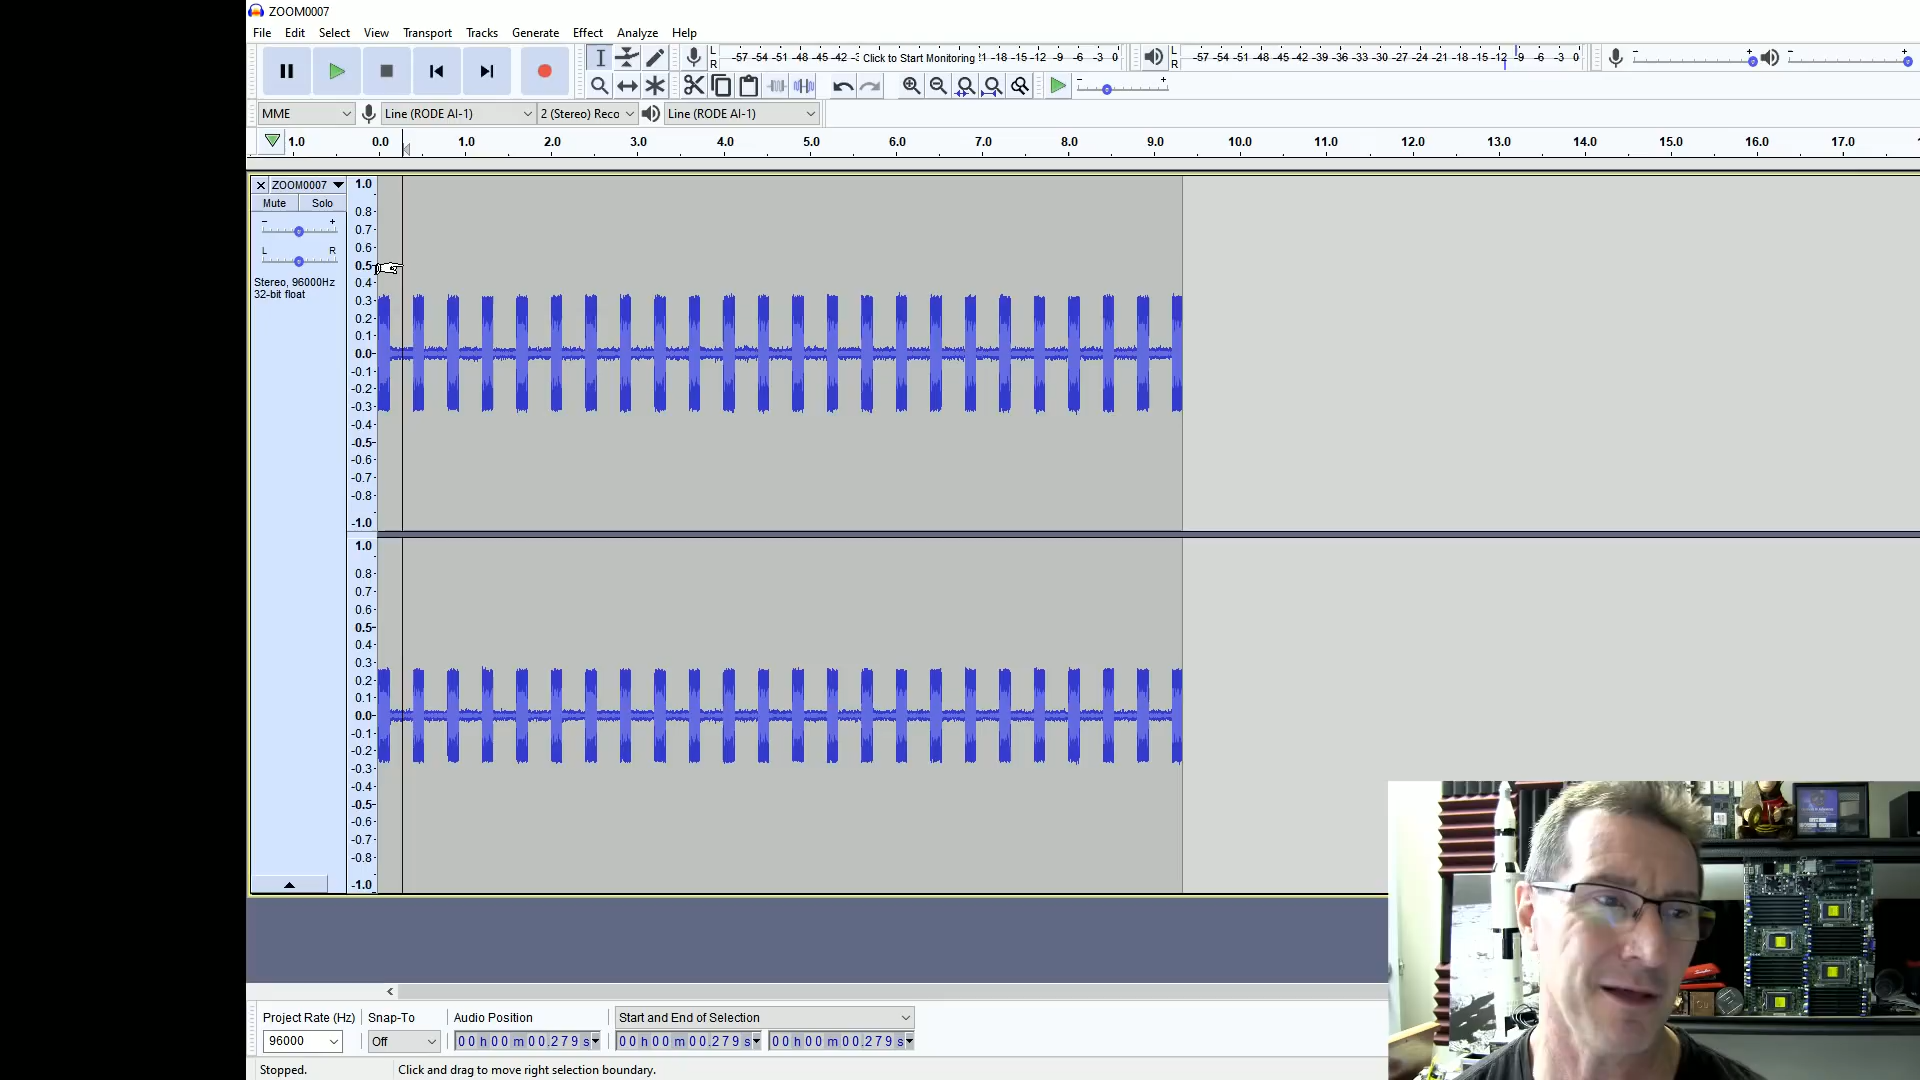 ZOOM0007
File Edit Select View Transport Tracks Generate Effect Analyze Help
L
R
-57 -54 -51 -48 -45 -42 -3 Click to Start Monitoring !1 -18 -15 -12 -9 -6 -3 0
L
R
-57 -54 -51 -48 -45 -42 -39 -36 -33 -30 -27 -24 -21 -18 -15 -12 -9 -6 -3 0
- +
- +
- +
MME Line (RODE AI-1) 2 (Stereo) Reco Line (RODE AI-1)
1.0 0.0 1.0 2.0 3.0 4.0 5.0 6.0 7.0 8.0 9.0 10.0 11.0 12.0 13.0 14.0 15.0 16.0 17.0
ZOOM0007
Mute Solo
- +
L R
Stereo, 96000Hz
32-bit float
1.0
0.8
0.7
0.6
0.5
0.4
0.3
0.2
0.1
0.0
-0.1
-0.2
-0.3
-0.4
-0.5
-0.6
-0.7
-0.8
-1.0
1.0
0.8
0.7
0.6
0.5
0.4
0.3
0.2
0.1
0.0
-0.1
-0.2
-0.3
-0.4
-0.5
-0.6
-0.7
-0.8
-1.0
Project Rate (Hz) Snap-To Audio Position Start and End of Selection
96000 Off 00 h 00 m 00.279 s 00 h 00 m 00.279 s 00 h 00 m 00.279 s
Stopped. Click and drag to move right selection boundary.